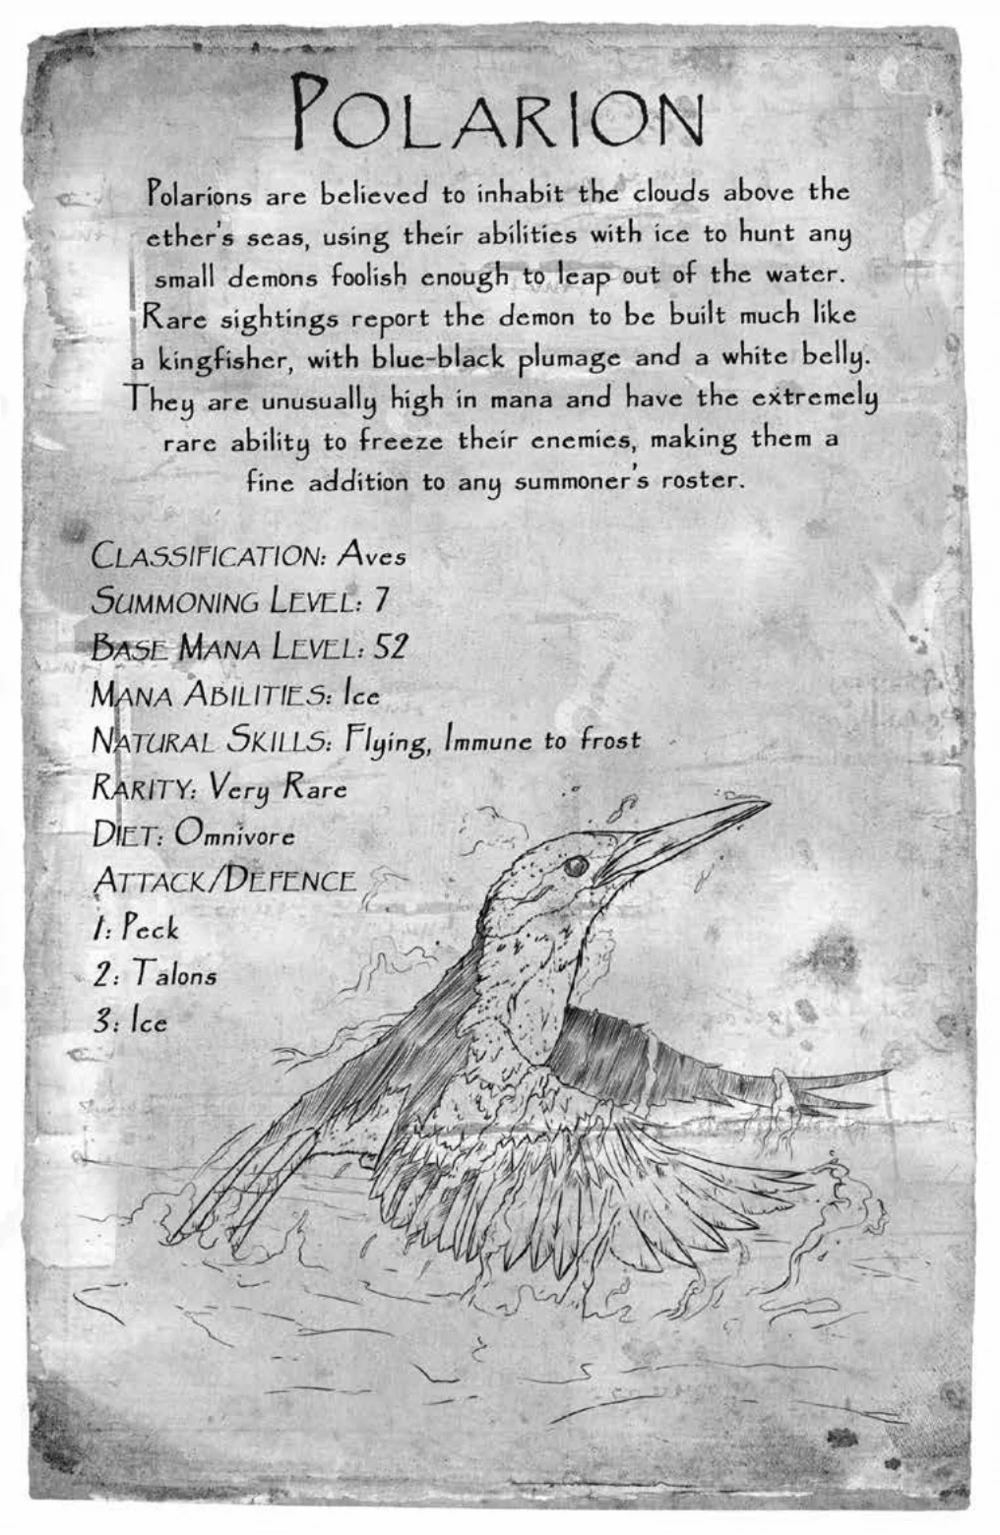 POLARION
Polarions are believed to inhabit the clouds above the
ether's seas, using their abilities with ice to hunt any
small demons foolish enough to leap out of the water.
Rare sightings report the demon to be built much like
a kingfisher, with blue-black plumage and a white belly.
They are unusually high in mana and have the extremely
rare ability to freeze their enemies, making them a
fine addition to any summoner's roster.
CLASSIFICATION: Aves
SUMMONING LEVEL: 7
BASE MANA LEVEL: 52
MANA ABILITIES: Ice
NATURAL SKILLS: Flying, Immune to frost
RARITY: Very Rare
DIET: Omnivore
ATTACK/DEFENCE
1: Peck
2: Talons
3: Ice